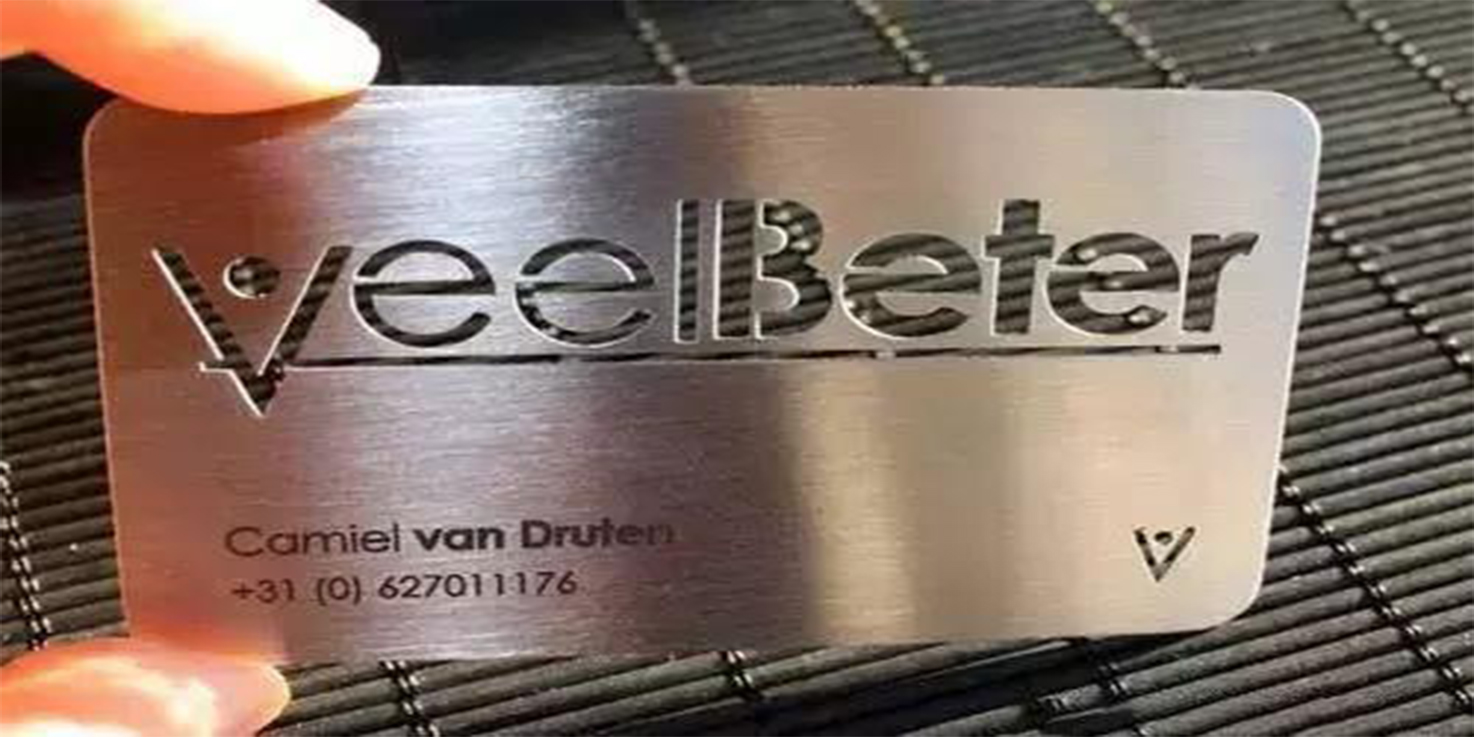 VeelBeter
Camiel van Druten
+31 (0) 627011176
V